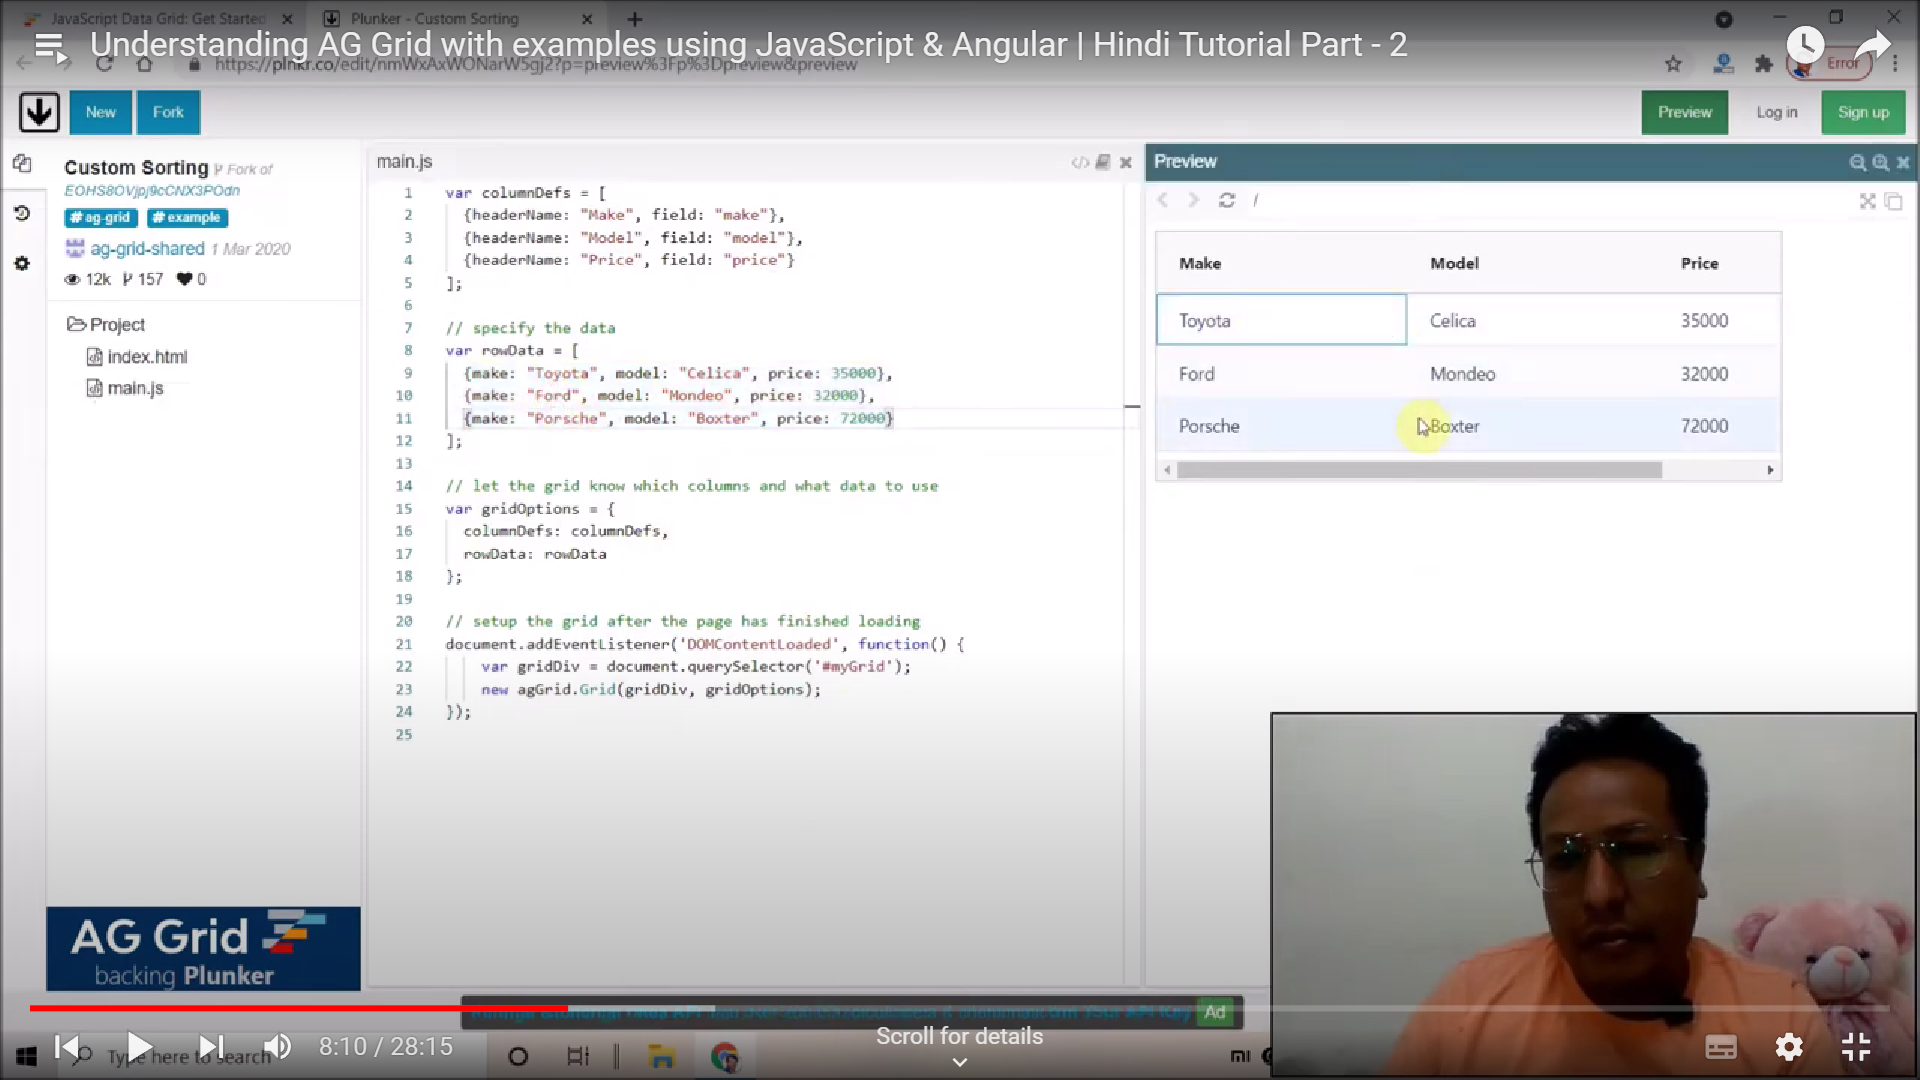 JavaScript Data Grid: Get Started
Plunker - Custom Sorting
Understanding AG Grid with examples using JavaScript & Angular | Hindi Tutorial Part - 2
https://plnkr.co/edit/nmWxAxWONarW5gj2?p=preview%3Fp%3Dpreview&preview
Error
New
Fork
Preview
Log in
Sign up
Custom Sorting Fork of
EOHS8OVjpj9cCNX3POdn
# ag-grid
# example
ag-grid-shared 1 Mar 2020
12k 157 0
Project
index.html
main.js
main.js
1 var columnDefs = [
2 {headerName: "Make", field: "make"},
3 {headerName: "Model", field: "model"},
4 {headerName: "Price", field: "price"}
5 ];
6
7 // specify the data
8 var rowData = [
9 {make: "Toyota", model: "Celica", price: 35000},
10 {make: "Ford", model: "Mondeo", price: 32000},
11 {make: "Porsche", model: "Boxter", price: 72000}
12 ];
13
14 // let the grid know which columns and what data to use
15 var gridOptions = {
16 columnDefs: columnDefs,
17 rowData: rowData
18 };
19
20 // setup the grid after the page has finished loading
21 document.addEventListener('DOMContentLoaded', function() {
22 var gridDiv = document.querySelector('#myGrid');
23 new agGrid.Grid(gridDiv, gridOptions);
24 });
25
Preview
/
Make Model Price
Toyota Celica 35000
Ford Mondeo 32000
Porsche Boxter 72000
AG Grid
backing Plunker
Ad
Scroll for details
8:10 / 28:15
Type here to search
mi